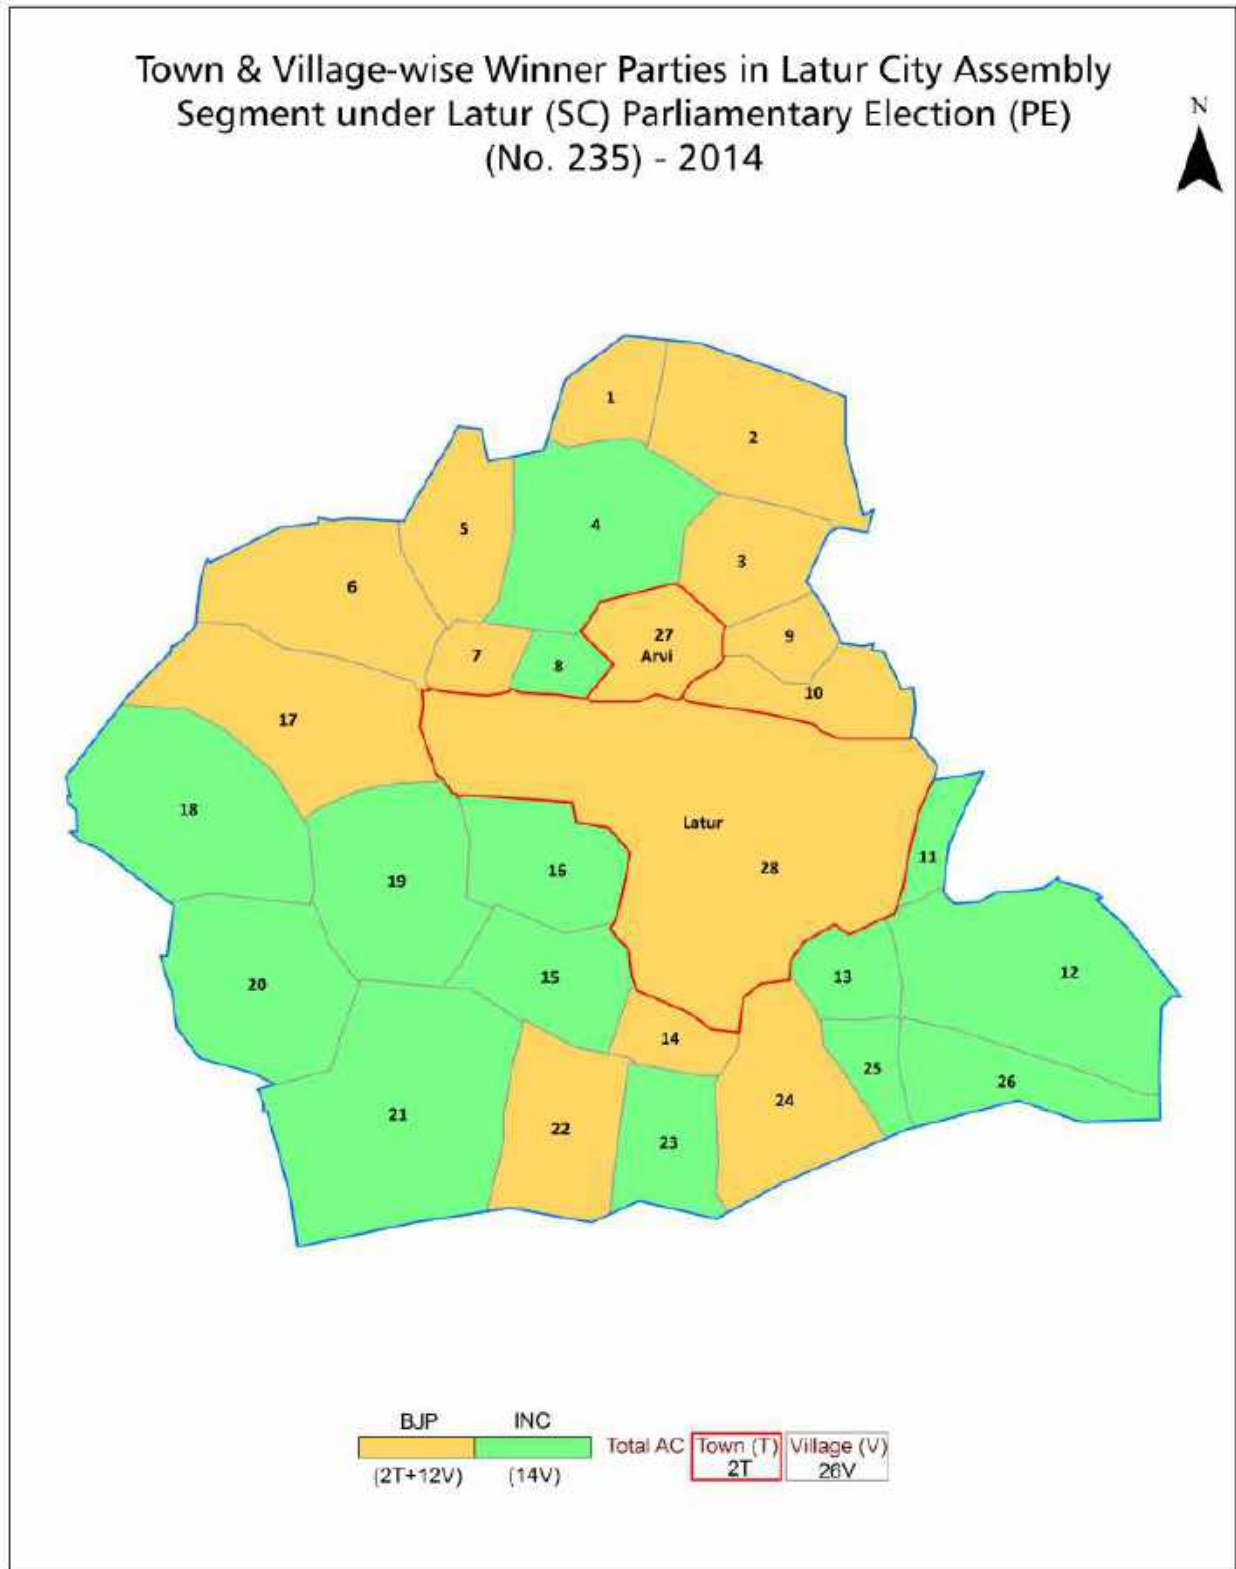 Town & Village-wise Winner Parties in Latur City Assembly
Segment under Latur (SC) Parliamentary Election (PE)
(No. 235) - 2014
N
1
2
5
4
3
6
27
9
7
8
Arvi
10
17
18
Latur
11
16
28
19
12
15
13
20
14
25
26
24
21
22
23
BJP INC
Total AC Town (T) Village (V)
2T 26V
(2T+12V) (14V)